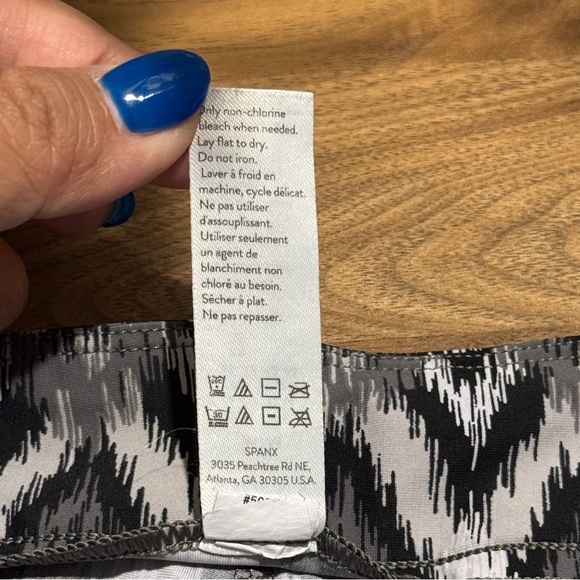 Only non-chlorine
bleach when needed.
Lay flat to dry.
Do not iron.
Laver à froid en
machine, cycle délicat.
Ne pas utiliser
d'assouplissant.
Utiliser seulement
un agent de
blanchiment non
chloré au besoin.
Sècher à plat.
Ne pas repasser.
30
SPANX
3035 Peachtree Rd NE,
Atlanta, GA 30305 U.S.A.